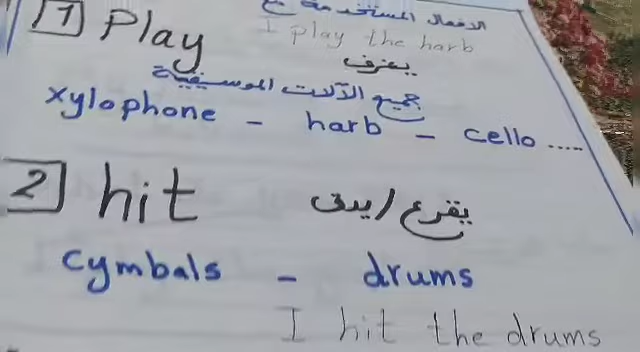 الافعال المستخدمة مع
1 Play
I play the harb
يعزف
جميع الآلات الموسيقية
xylophone - harb - cello ....
2 hit
يقرع / يدق
cymbals - drums
I hit the drums